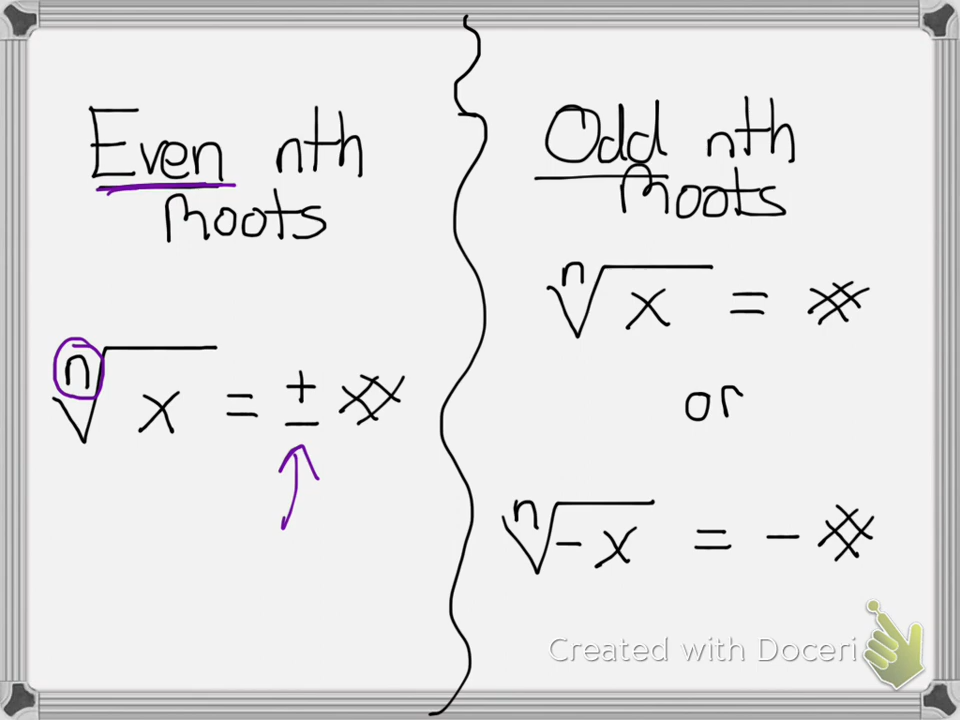 Even nth
Roots
ⁿ√x = ± #
Odd nth
Roots
ⁿ√x = #
or
ⁿ√-x = - #
Created with Doceri